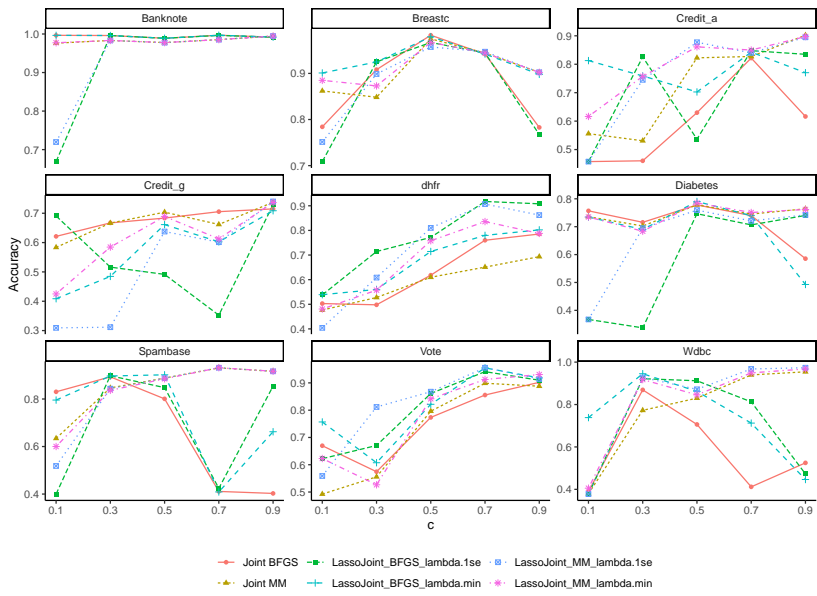 Banknote
Breastc
Credit_a
1.0
0.9
0.8
0.7
0.9
0.8
0.7
0.9
0.8
0.7
0.6
0.5
Credit_g
dhfr
Diabetes
0.7
0.6
0.5
0.4
0.3
0.9
0.8
0.7
0.6
0.5
0.4
0.8
0.7
0.6
0.5
0.4
Accuracy
Spambase
Vote
Wdbc
0.8
0.6
0.4
0.9
0.8
0.7
0.6
0.5
1.0
0.8
0.6
0.4
0.1 0.3 0.5 0.7 0.9
0.1 0.3 0.5 0.7 0.9
0.1 0.3 0.5 0.7 0.9
c
Joint BFGS LassoJoint_BFGS_lambda.1se LassoJoint_MM_lambda.1se
Joint MM LassoJoint_BFGS_lambda.min LassoJoint_MM_lambda.min